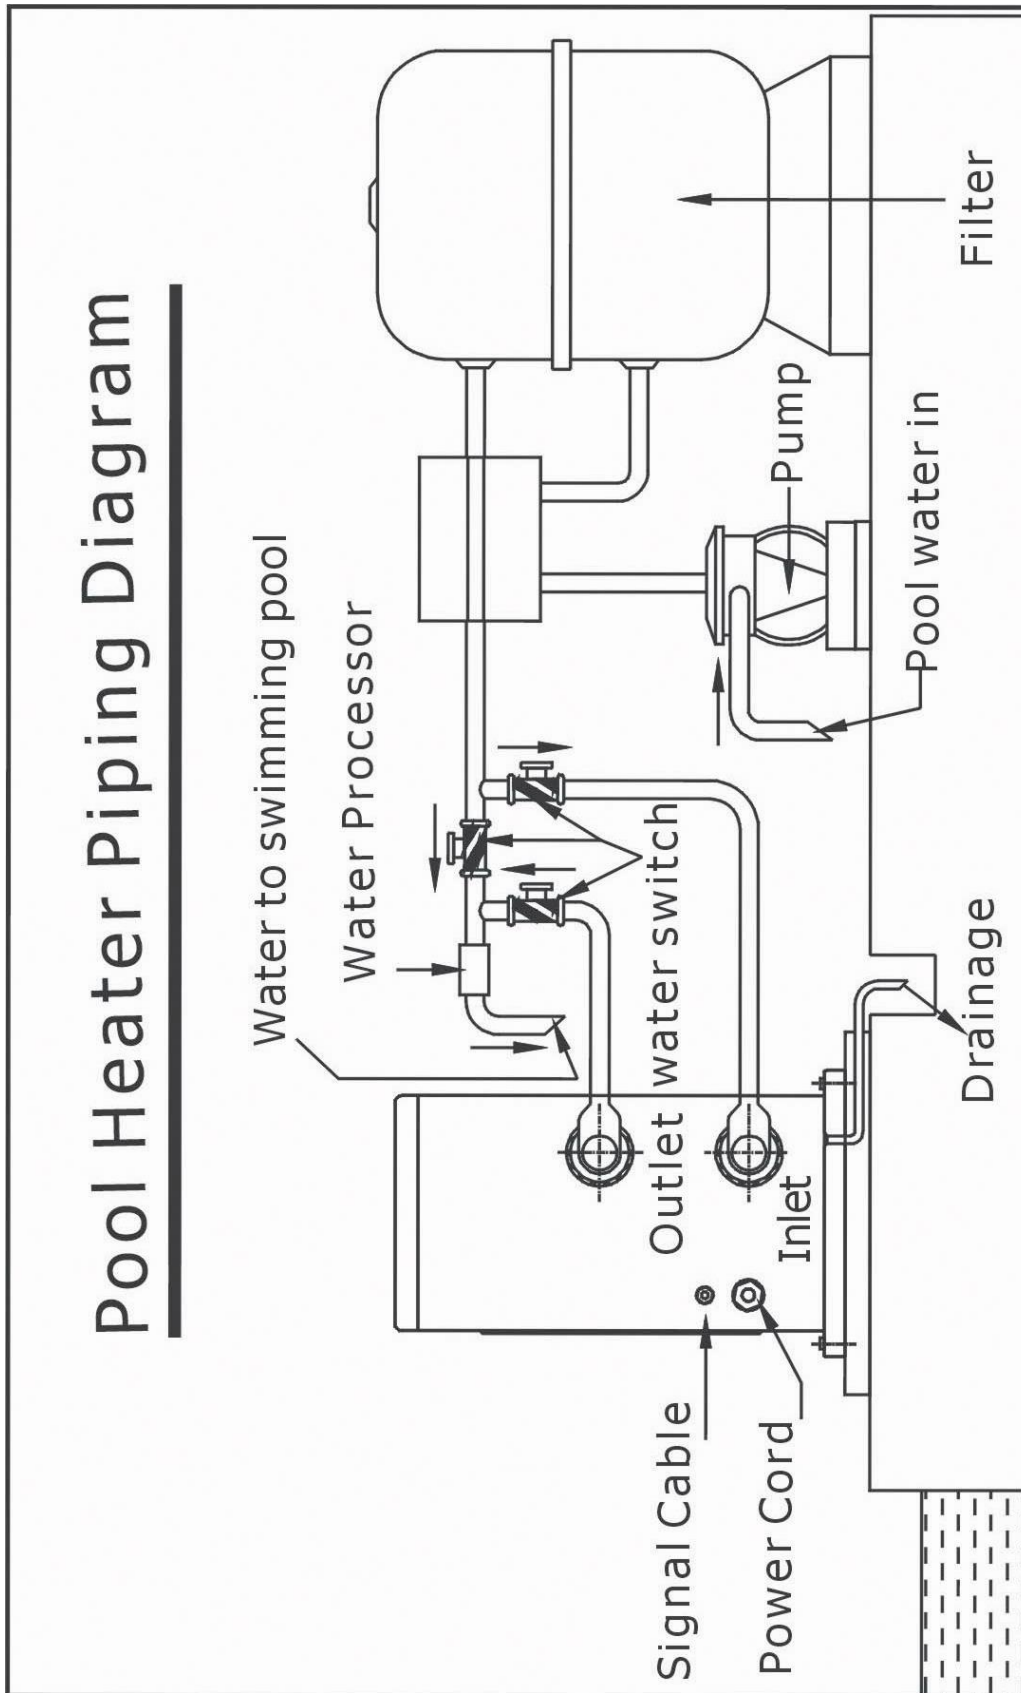 Pool Heater Piping Diagram
Water to swimming pool
Water Processor
Outlet
water switch
Inlet
Signal Cable
Power Cord
Pump
Pool water in
Filter
Drainage